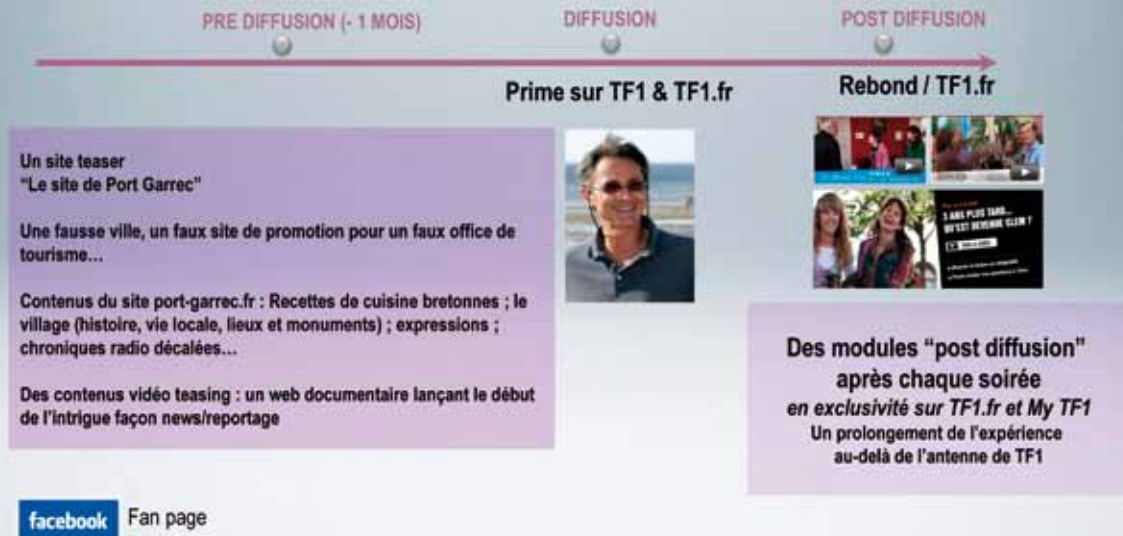 PRE DIFFUSION (- 1 MOIS)
DIFFUSION
POST DIFFUSION
Prime sur TF1 & TF1.fr
Rebond / TF1.fr
Un site teaser
“Le site de Port Garrec”
Une fausse ville, un faux site de promotion pour un faux office de
tourisme…
Contenus du site port-garrec.fr : Recettes de cuisine bretonnes ; le
village (histoire, vie locale, lieux et monuments) ; expressions ;
chroniques radio décalées…
Des contenus vidéo teasing : un web documentaire lançant le début
de l’intrigue façon news/reportage
5 ANS PLUS TARD...
QU'EST DEVENUE CLEM ?
Des modules “post diffusion”
après chaque soirée
en exclusivité sur TF1.fr et My TF1
Un prolongement de l’expérience
au-delà de l’antenne de TF1
facebook Fan page